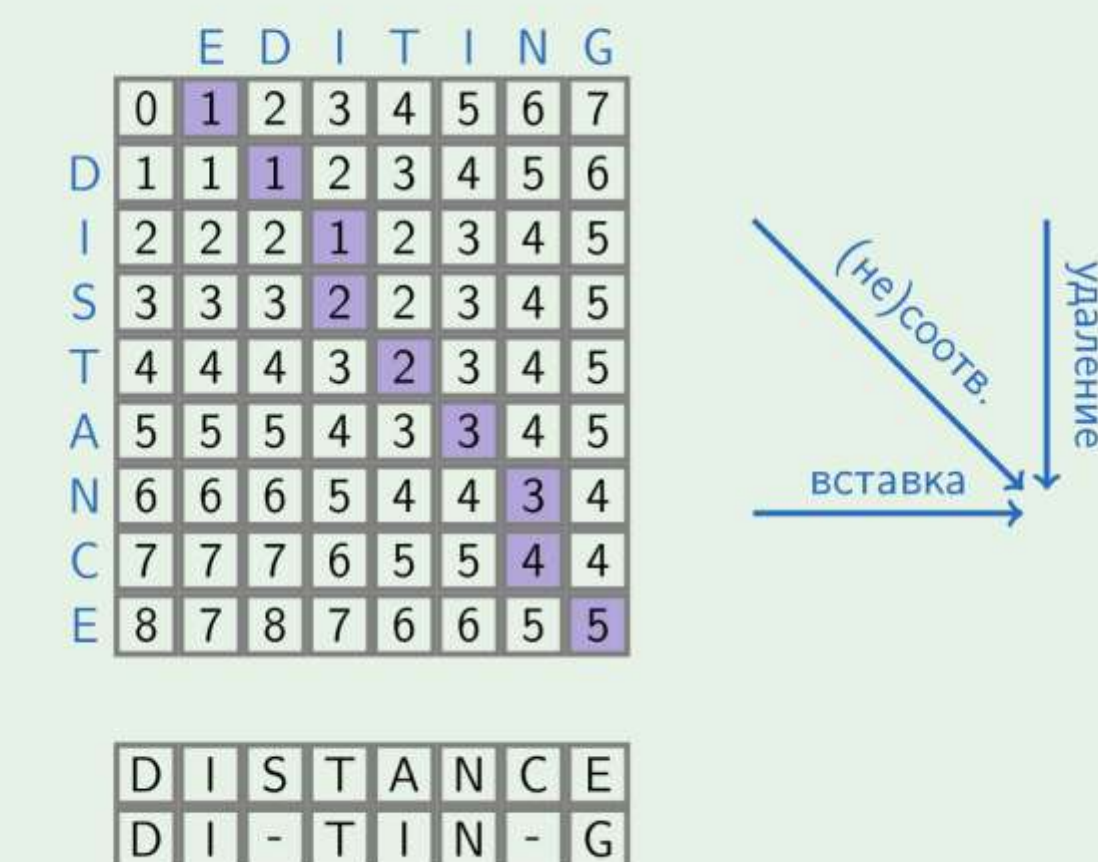 E D I T I N G
0 1 2 3 4 5 6 7
D 1 1 1 2 3 4 5 6
I 2 2 2 1 2 3 4 5
S 3 3 3 2 2 3 4 5
T 4 4 4 3 2 3 4 5
A 5 5 5 4 3 3 4 5
N 6 6 6 5 4 4 3 4
C 7 7 7 6 5 5 4 4
E 8 7 8 7 6 6 5 5
(не)соотв.
удаление
вставка
D I S T A N C E
D I - T I N - G